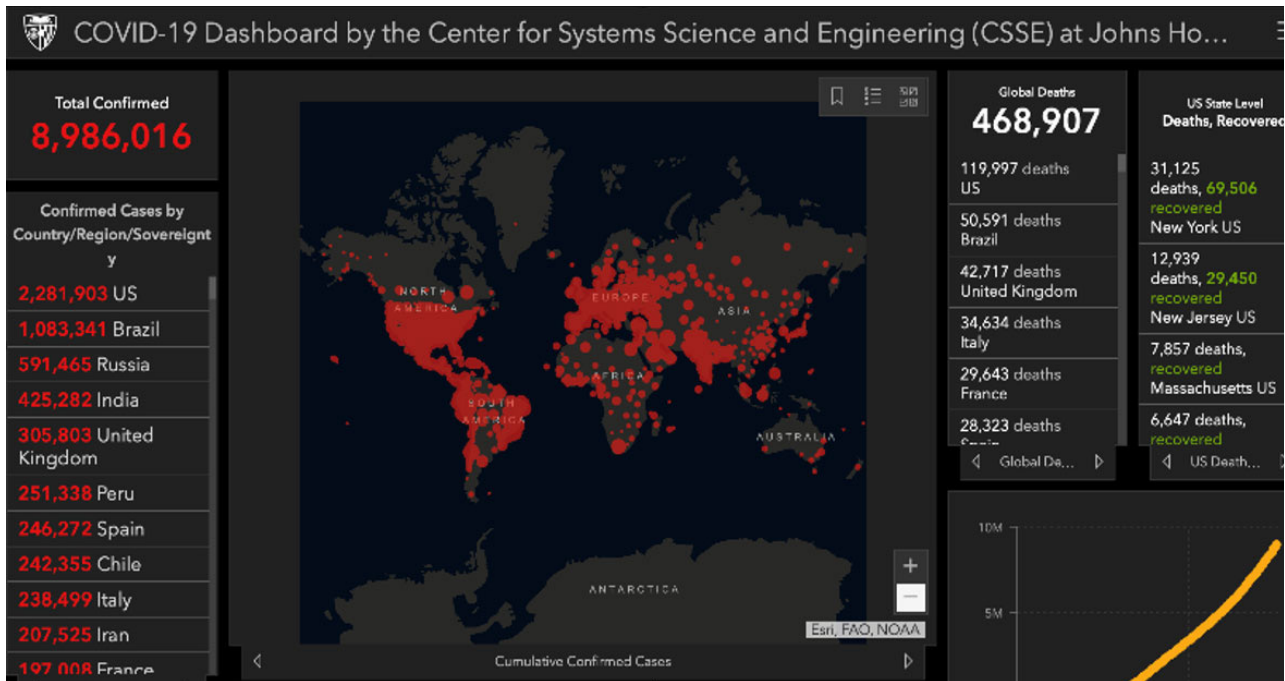 COVID-19 Dashboard by the Center for Systems Science and Engineering (CSSE) at Johns Ho...
Total Confirmed
8,986,016
Confirmed Cases by
Country/Region/Sovereignt
y
2,281,903 US
1,083,341 Brazil
591,465 Russia
425,282 India
305,803 United
Kingdom
251,338 Peru
246,272 Spain
242,355 Chile
238,499 Italy
207,525 Iran
197,008 France
NORTH
AMERICA
EUROPE
ASIA
AFRICA
SOUTH
AMERICA
AUSTRALIA
ANTARCTICA
+
−
Esri, FAO, NOAA
Cumulative Confirmed Cases
Global Deaths
468,907
119,997 deaths
US
50,591 deaths
Brazil
42,717 deaths
United Kingdom
34,634 deaths
Italy
29,643 deaths
France
28,323 deaths
Spain
Global De...
US State Level
Deaths, Recovered
31,125
deaths, 69,506
recovered
New York US
12,939
deaths, 29,450
recovered
New Jersey US
7,857 deaths,
recovered
Massachusetts US
6,647 deaths,
recovered
US Death...
10M
5M